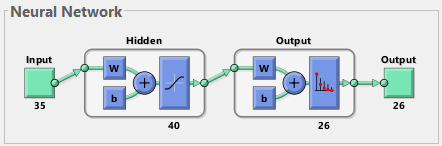 Neural Network
Hidden Output
Input Output
W W
b b
35 26
40 26